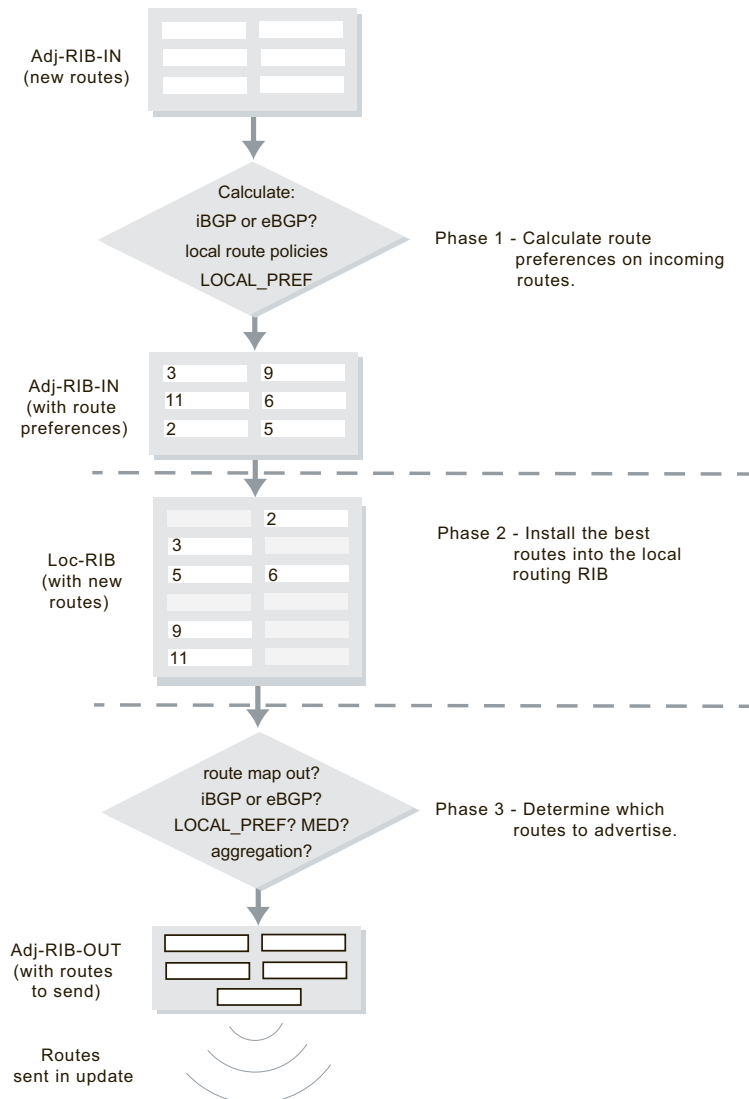 Adj-RIB-IN
(new routes)
Calculate:
iBGP or eBGP?
local route policies
LOCAL_PREF
Phase 1 - Calculate route
preferences on incoming
routes.
Adj-RIB-IN
(with route
preferences)
3 9
11 6
2 5
Loc-RIB
(with new
routes)
2
3
5 6
9
11
Phase 2 - Install the best
routes into the local
routing RIB
route map out?
iBGP or eBGP?
LOCAL_PREF? MED?
aggregation?
Phase 3 - Determine which
routes to advertise.
Adj-RIB-OUT
(with routes
to send)
Routes
sent in update